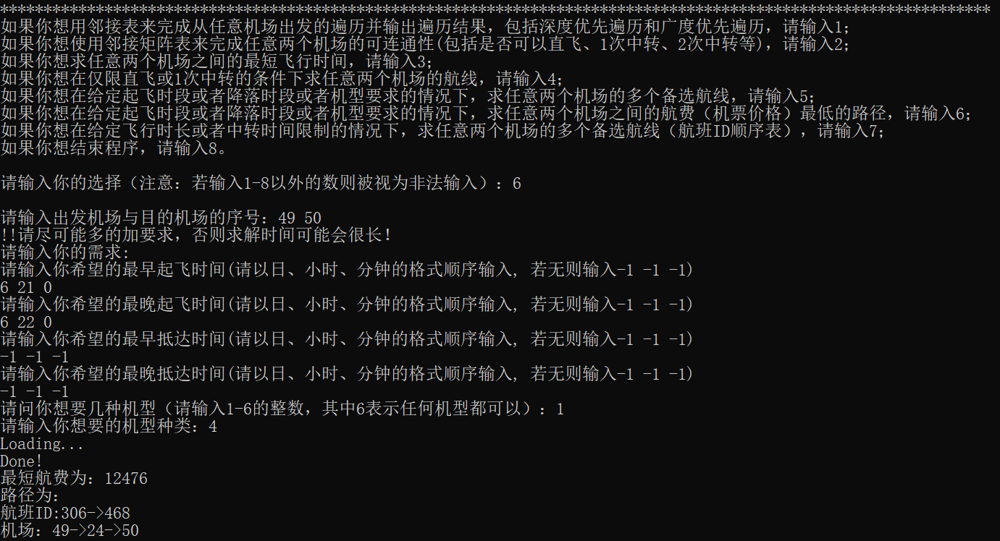 ******************************************************************************************************************
如果你想用邻接表来完成从任意机场出发的遍历并输出遍历结果，包括深度优先遍历和广度优先遍历，请输入1;
如果你想使用邻接矩阵表来完成任意两个机场的可连通性(包括是否可以直飞、1次中转、2次中转等)，请输入2;
如果你想求任意两个机场之间的最短飞行时间，请输入3;
如果你想在仅限直飞或1次中转的条件下求任意两个机场的航线，请输入4;
如果你想在给定起飞时段或者降落时段或者机型要求的情况下，求任意两个机场的多个备选航线，请输入5;
如果你想在给定起飞时段或者降落时段或者机型要求的情况下，求任意两个机场之间的航费（机票价格）最低的路径，请输入6;
如果你想在给定飞行时长或者中转时间限制的情况下，求任意两个机场的多个备选航线（航班ID顺序表），请输入7;
如果你想结束程序，请输入8。
请输入你的选择（注意：若输入1-8以外的数则被视为非法输入）：6
请输入出发机场与目的机场的序号：49 50
!!请尽可能多的加要求，否则求解时间可能会很长!
请输入你的需求:
请输入你希望的最早起飞时间(请以日、小时、分钟的格式顺序输入, 若无则输入-1 -1 -1)
6 21 0
请输入你希望的最晚起飞时间(请以日、小时、分钟的格式顺序输入, 若无则输入-1 -1 -1)
6 22 0
请输入你希望的最早抵达时间(请以日、小时、分钟的格式顺序输入, 若无则输入-1 -1 -1)
-1 -1 -1
请输入你希望的最晚抵达时间(请以日、小时、分钟的格式顺序输入, 若无则输入-1 -1 -1)
-1 -1 -1
请问你想要几种机型（请输入1-6的整数，其中6表示任何机型都可以）：1
请输入你想要的机型种类：4
Loading...
Done!
最短航费为：12476
路径为：
航班ID:306->468
机场：49->24->50